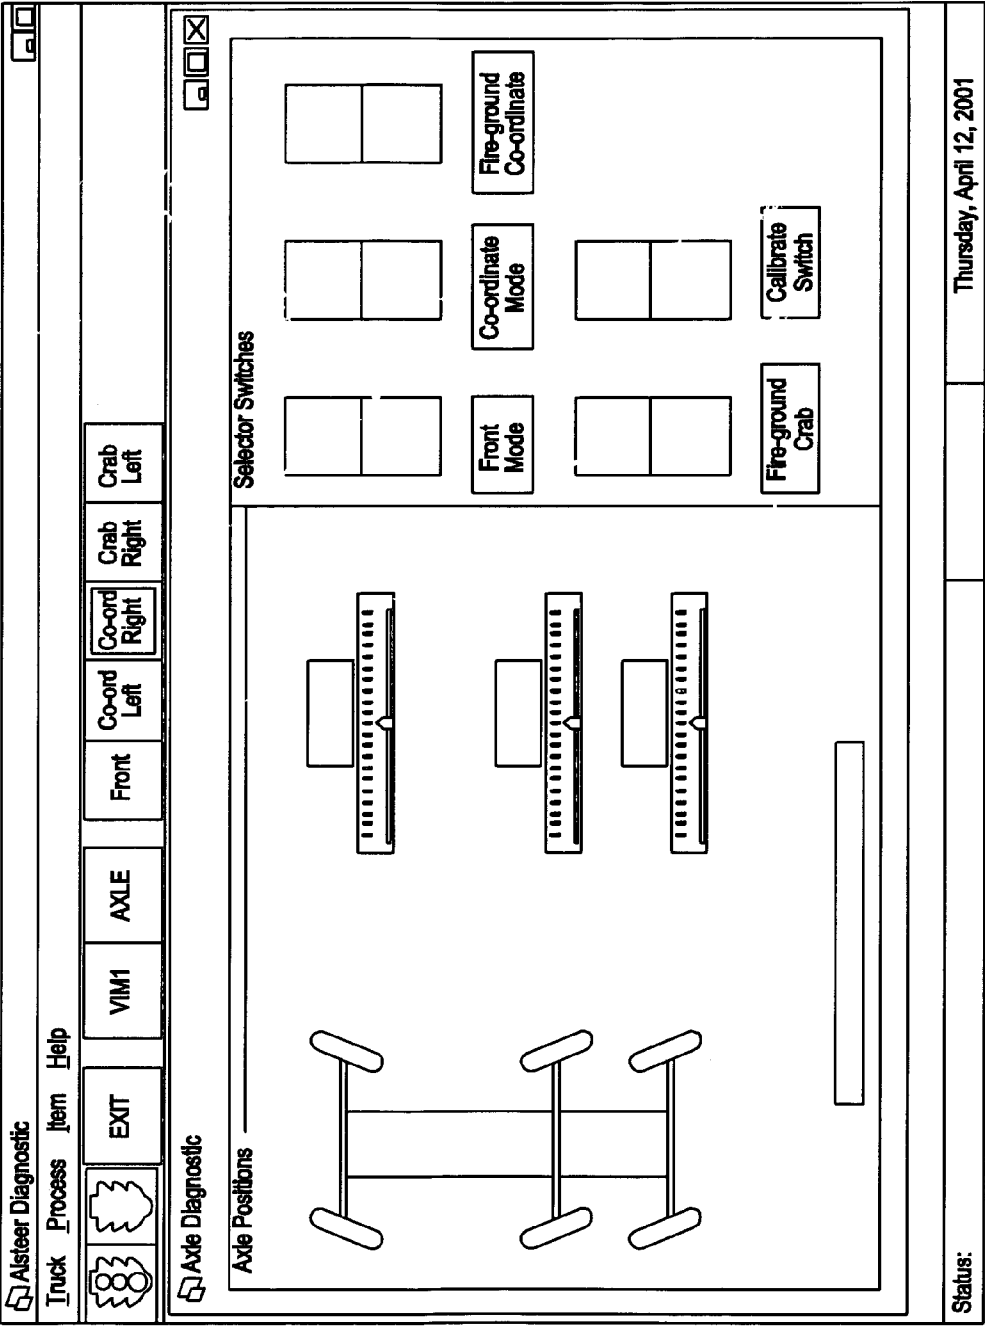 Alsteer Diagnostic
Truck Process Item Help
EXIT VIM1 AXLE Front Co-ord Left Co-ord Right Crab Right Crab Left
Axle Diagnostic
Axle Positions
Selector Switches
Front
Mode
Co-ordinate
Mode
Fire-ground
Co-ordinate
Fire-ground
Crab
Calibrate
Switch
Status:
Thursday, April 12, 2001